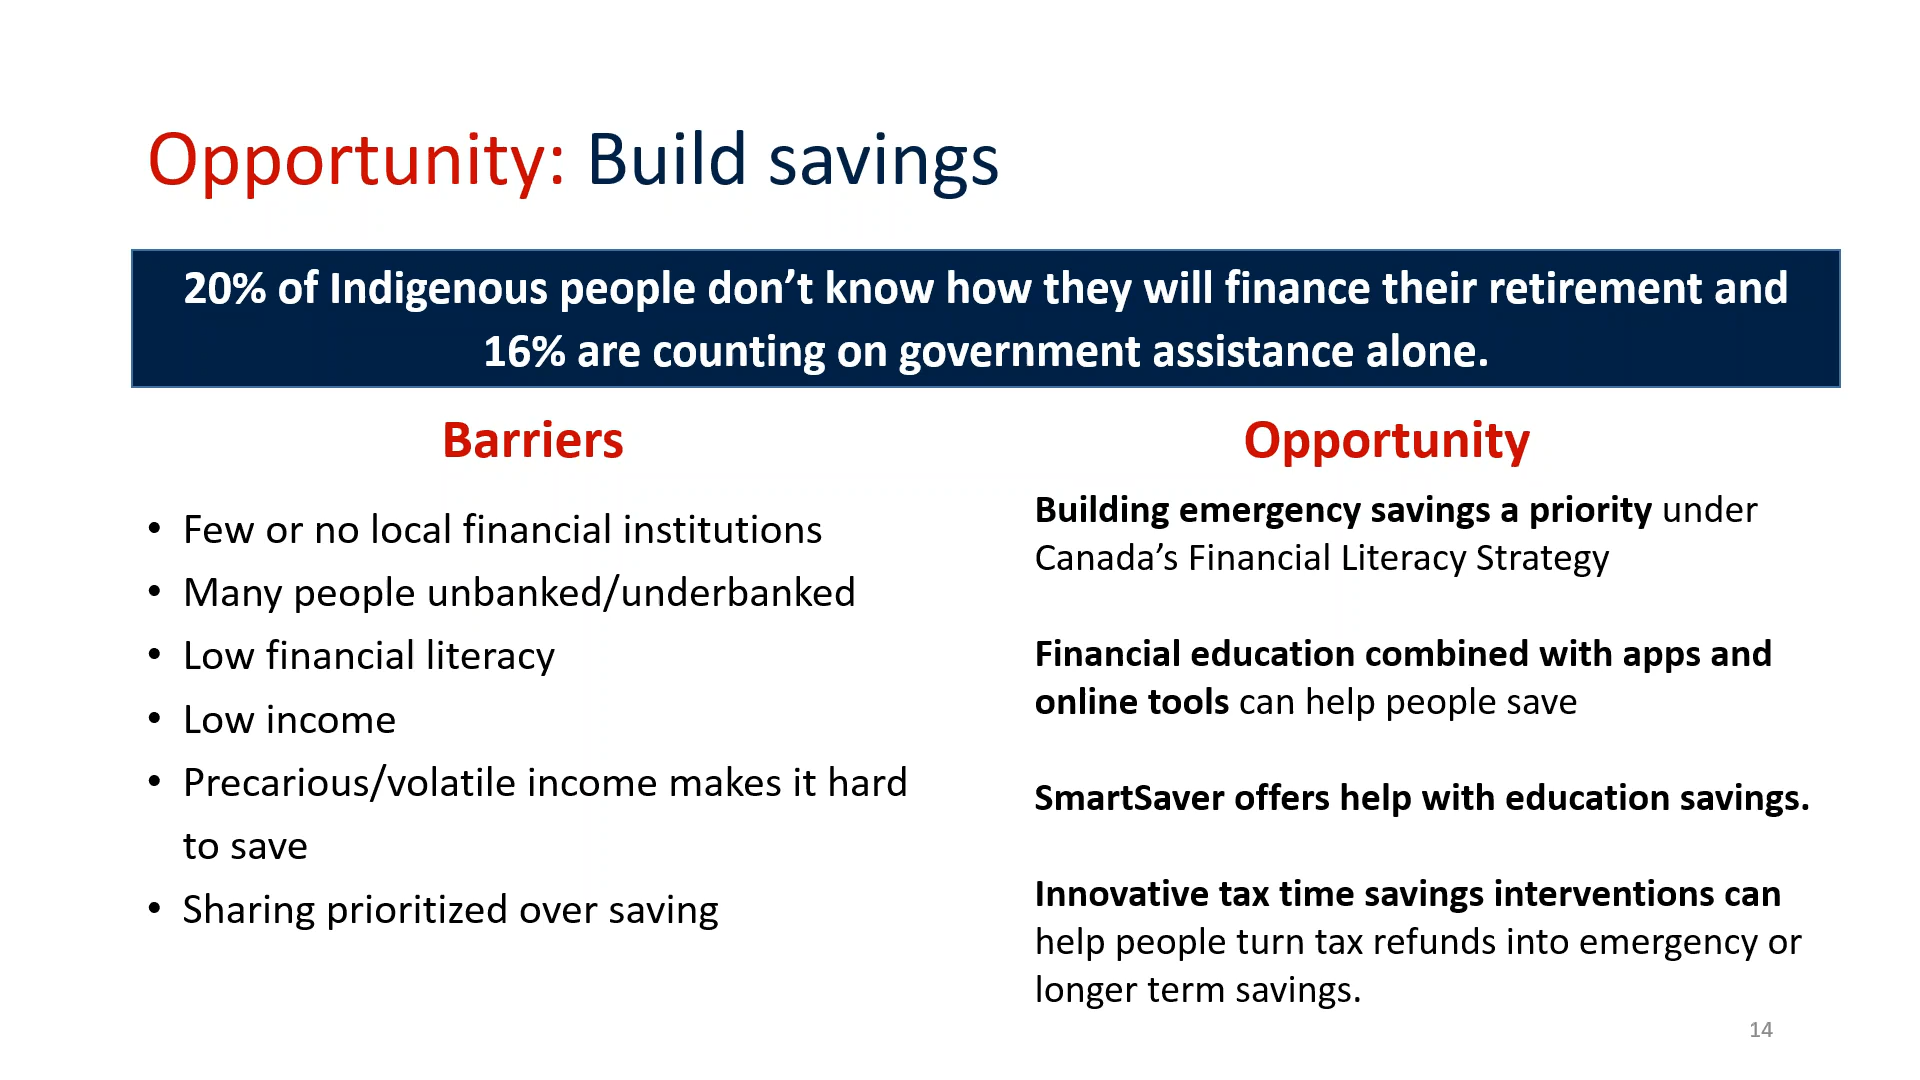 Opportunity: Build savings
20% of Indigenous people don’t know how they will finance their retirement and
16% are counting on government assistance alone.
Barriers
• Few or no local financial institutions
• Many people unbanked/underbanked
• Low financial literacy
• Low income
• Precarious/volatile income makes it hard
to save
• Sharing prioritized over saving
Opportunity
Building emergency savings a priority under
Canada’s Financial Literacy Strategy
Financial education combined with apps and
online tools can help people save
SmartSaver offers help with education savings.
Innovative tax time savings interventions can
help people turn tax refunds into emergency or
longer term savings.
14